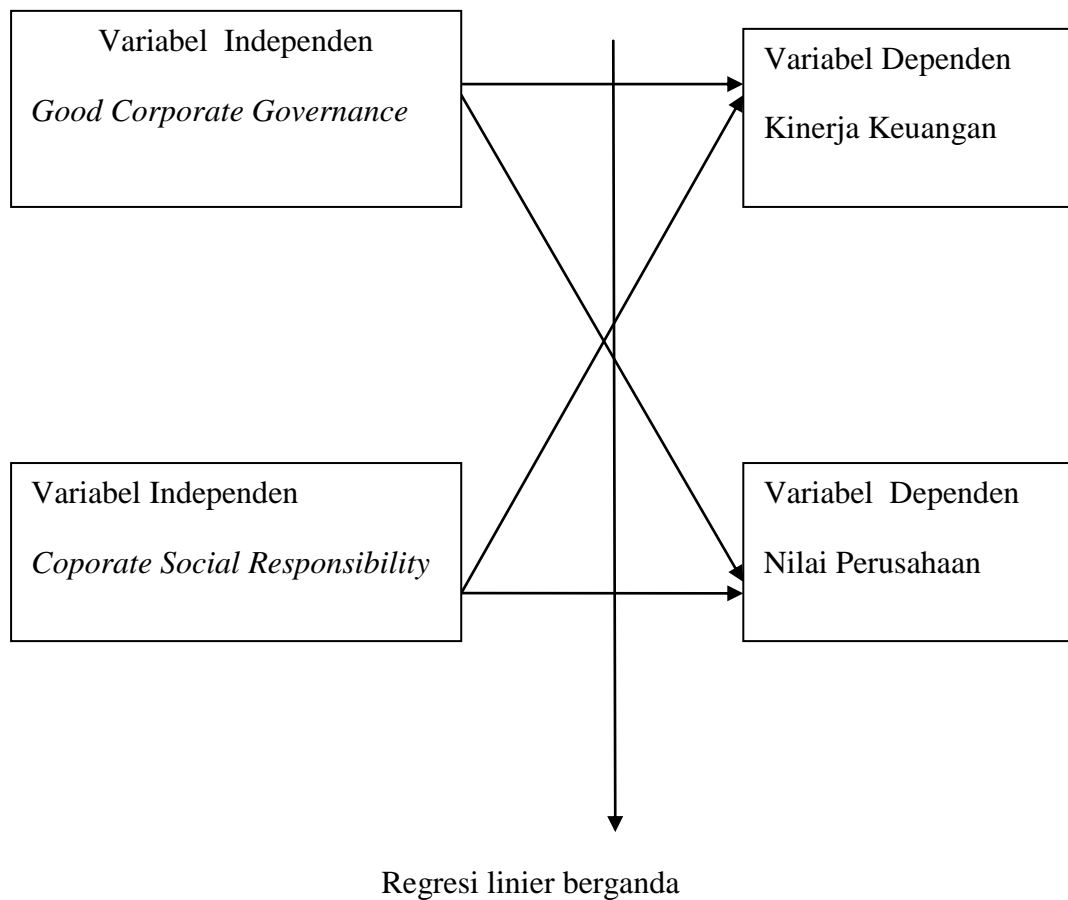 Variabel Independen
Good Corporate Governance
Variabel Dependen
Kinerja Keuangan
Variabel Independen
Coporate Social Responsibility
Variabel Dependen
Nilai Perusahaan
Regresi linier berganda